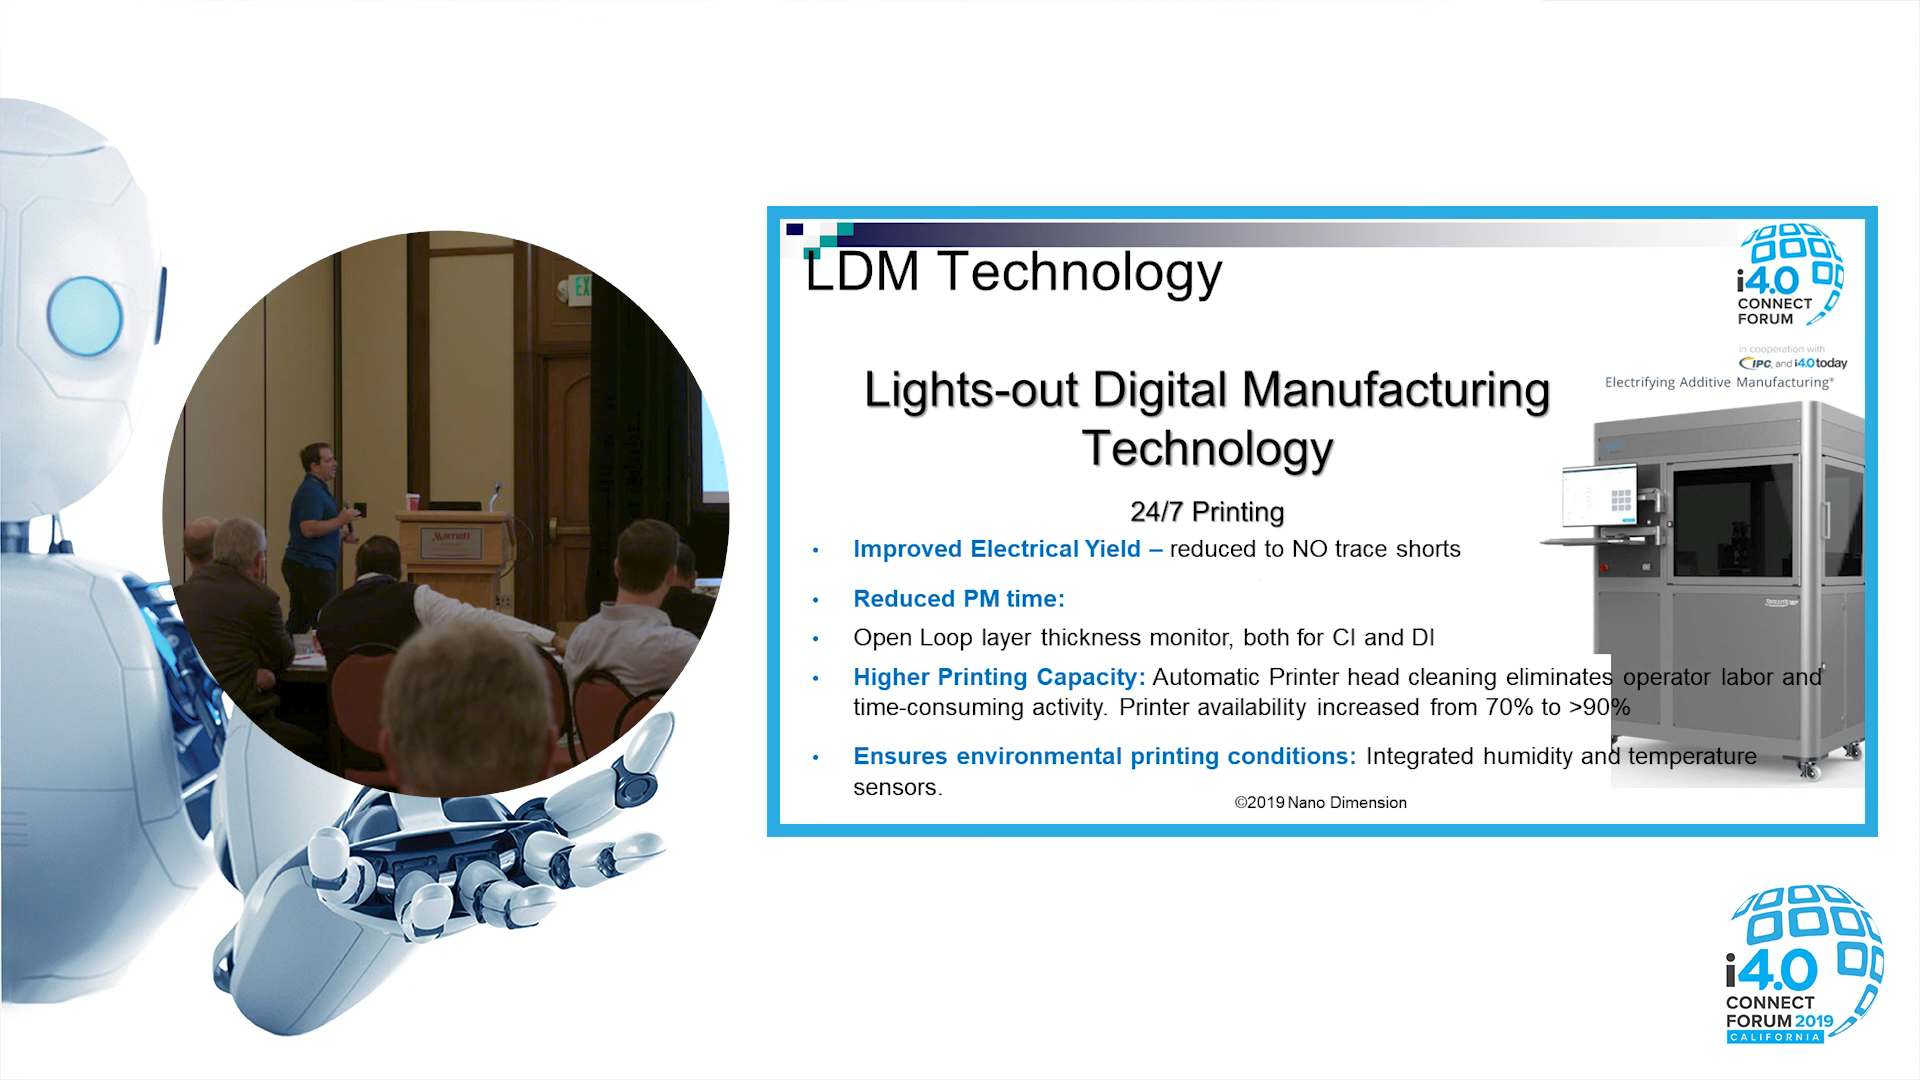 EXI
Marriott
LDM Technology
i4.0
CONNECT
FORUM
in cooperation with
IPC, and i4.0today
Electrifying Additive Manufacturing®
Lights-out Digital Manufacturing
Technology
24/7 Printing
• Improved Electrical Yield – reduced to NO trace shorts
• Reduced PM time:
• Open Loop layer thickness monitor, both for CI and DI
• Higher Printing Capacity: Automatic Printer head cleaning eliminates operator labor and
time-consuming activity. Printer availability increased from 70% to >90%
• Ensures environmental printing conditions: Integrated humidity and temperature
sensors.
©2019 Nano Dimension
i4.0
CONNECT
FORUM 2019
CALIFORNIA